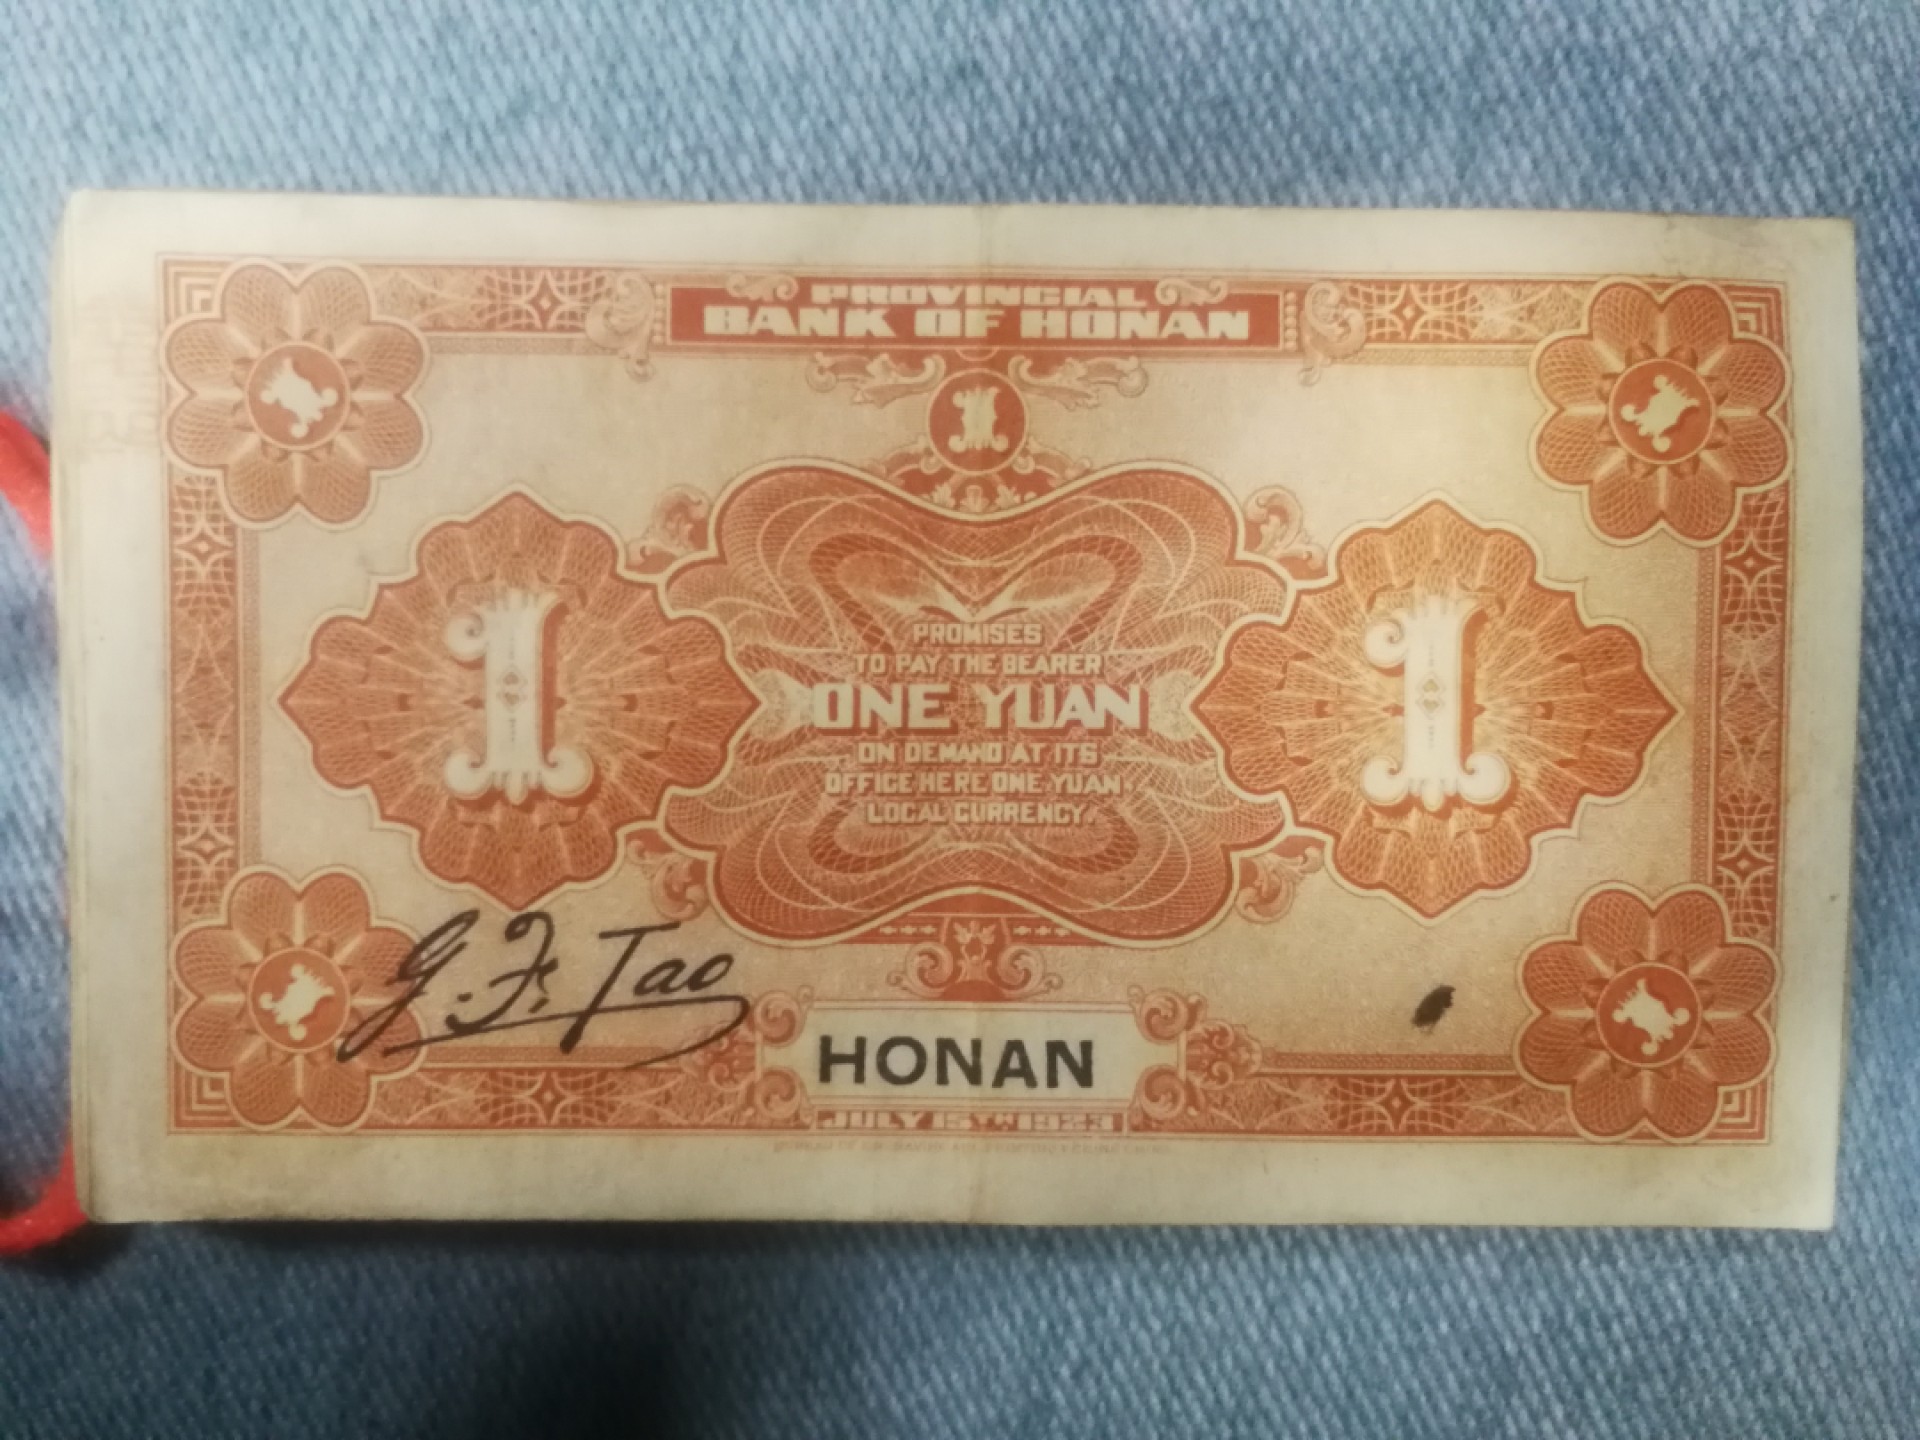 PROVINCIAL
BANK OF HONAN
1
1
1
PROMISES
TO PAY THE BEARER
ONE YUAN
ON DEMAND AT ITS
OFFICE HERE ONE YUAN
LOCAL CURRENCY
G. F. Tao
HONAN
JULY 15TH 1923